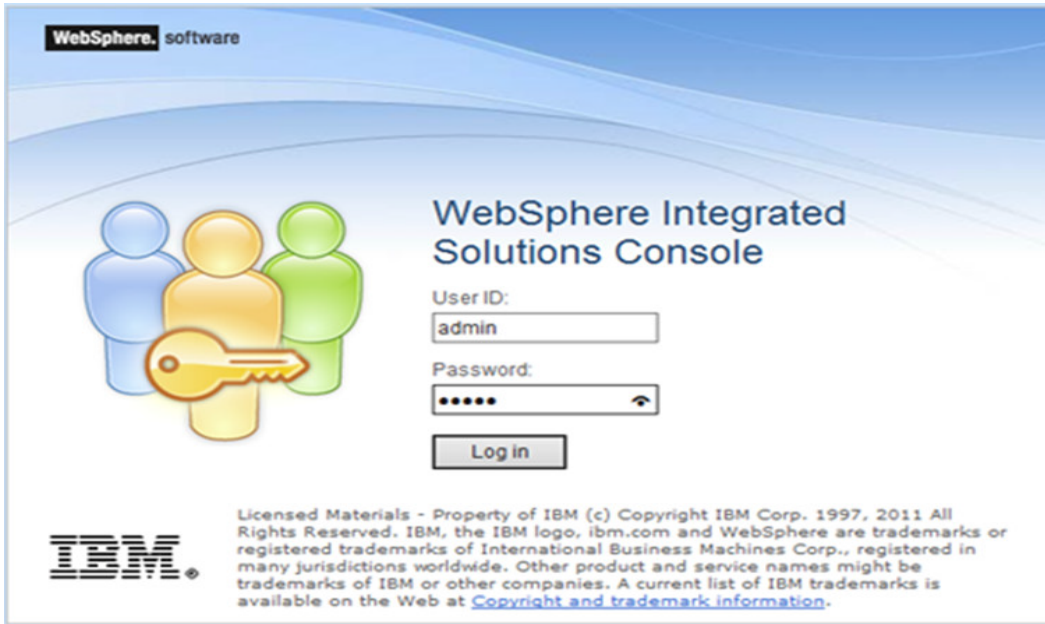 WebSphere. software
WebSphere Integrated
Solutions Console
User ID:
admin
Password:
•••••
Log in
Licensed Materials - Property of IBM (c) Copyright IBM Corp. 1997, 2011 All
Rights Reserved. IBM, the IBM logo, ibm.com and WebSphere are trademarks or
registered trademarks of International Business Machines Corp., registered in
many jurisdictions worldwide. Other product and service names might be
trademarks of IBM or other companies. A current list of IBM trademarks is
available on the Web at Copyright and trademark information.
IBM®